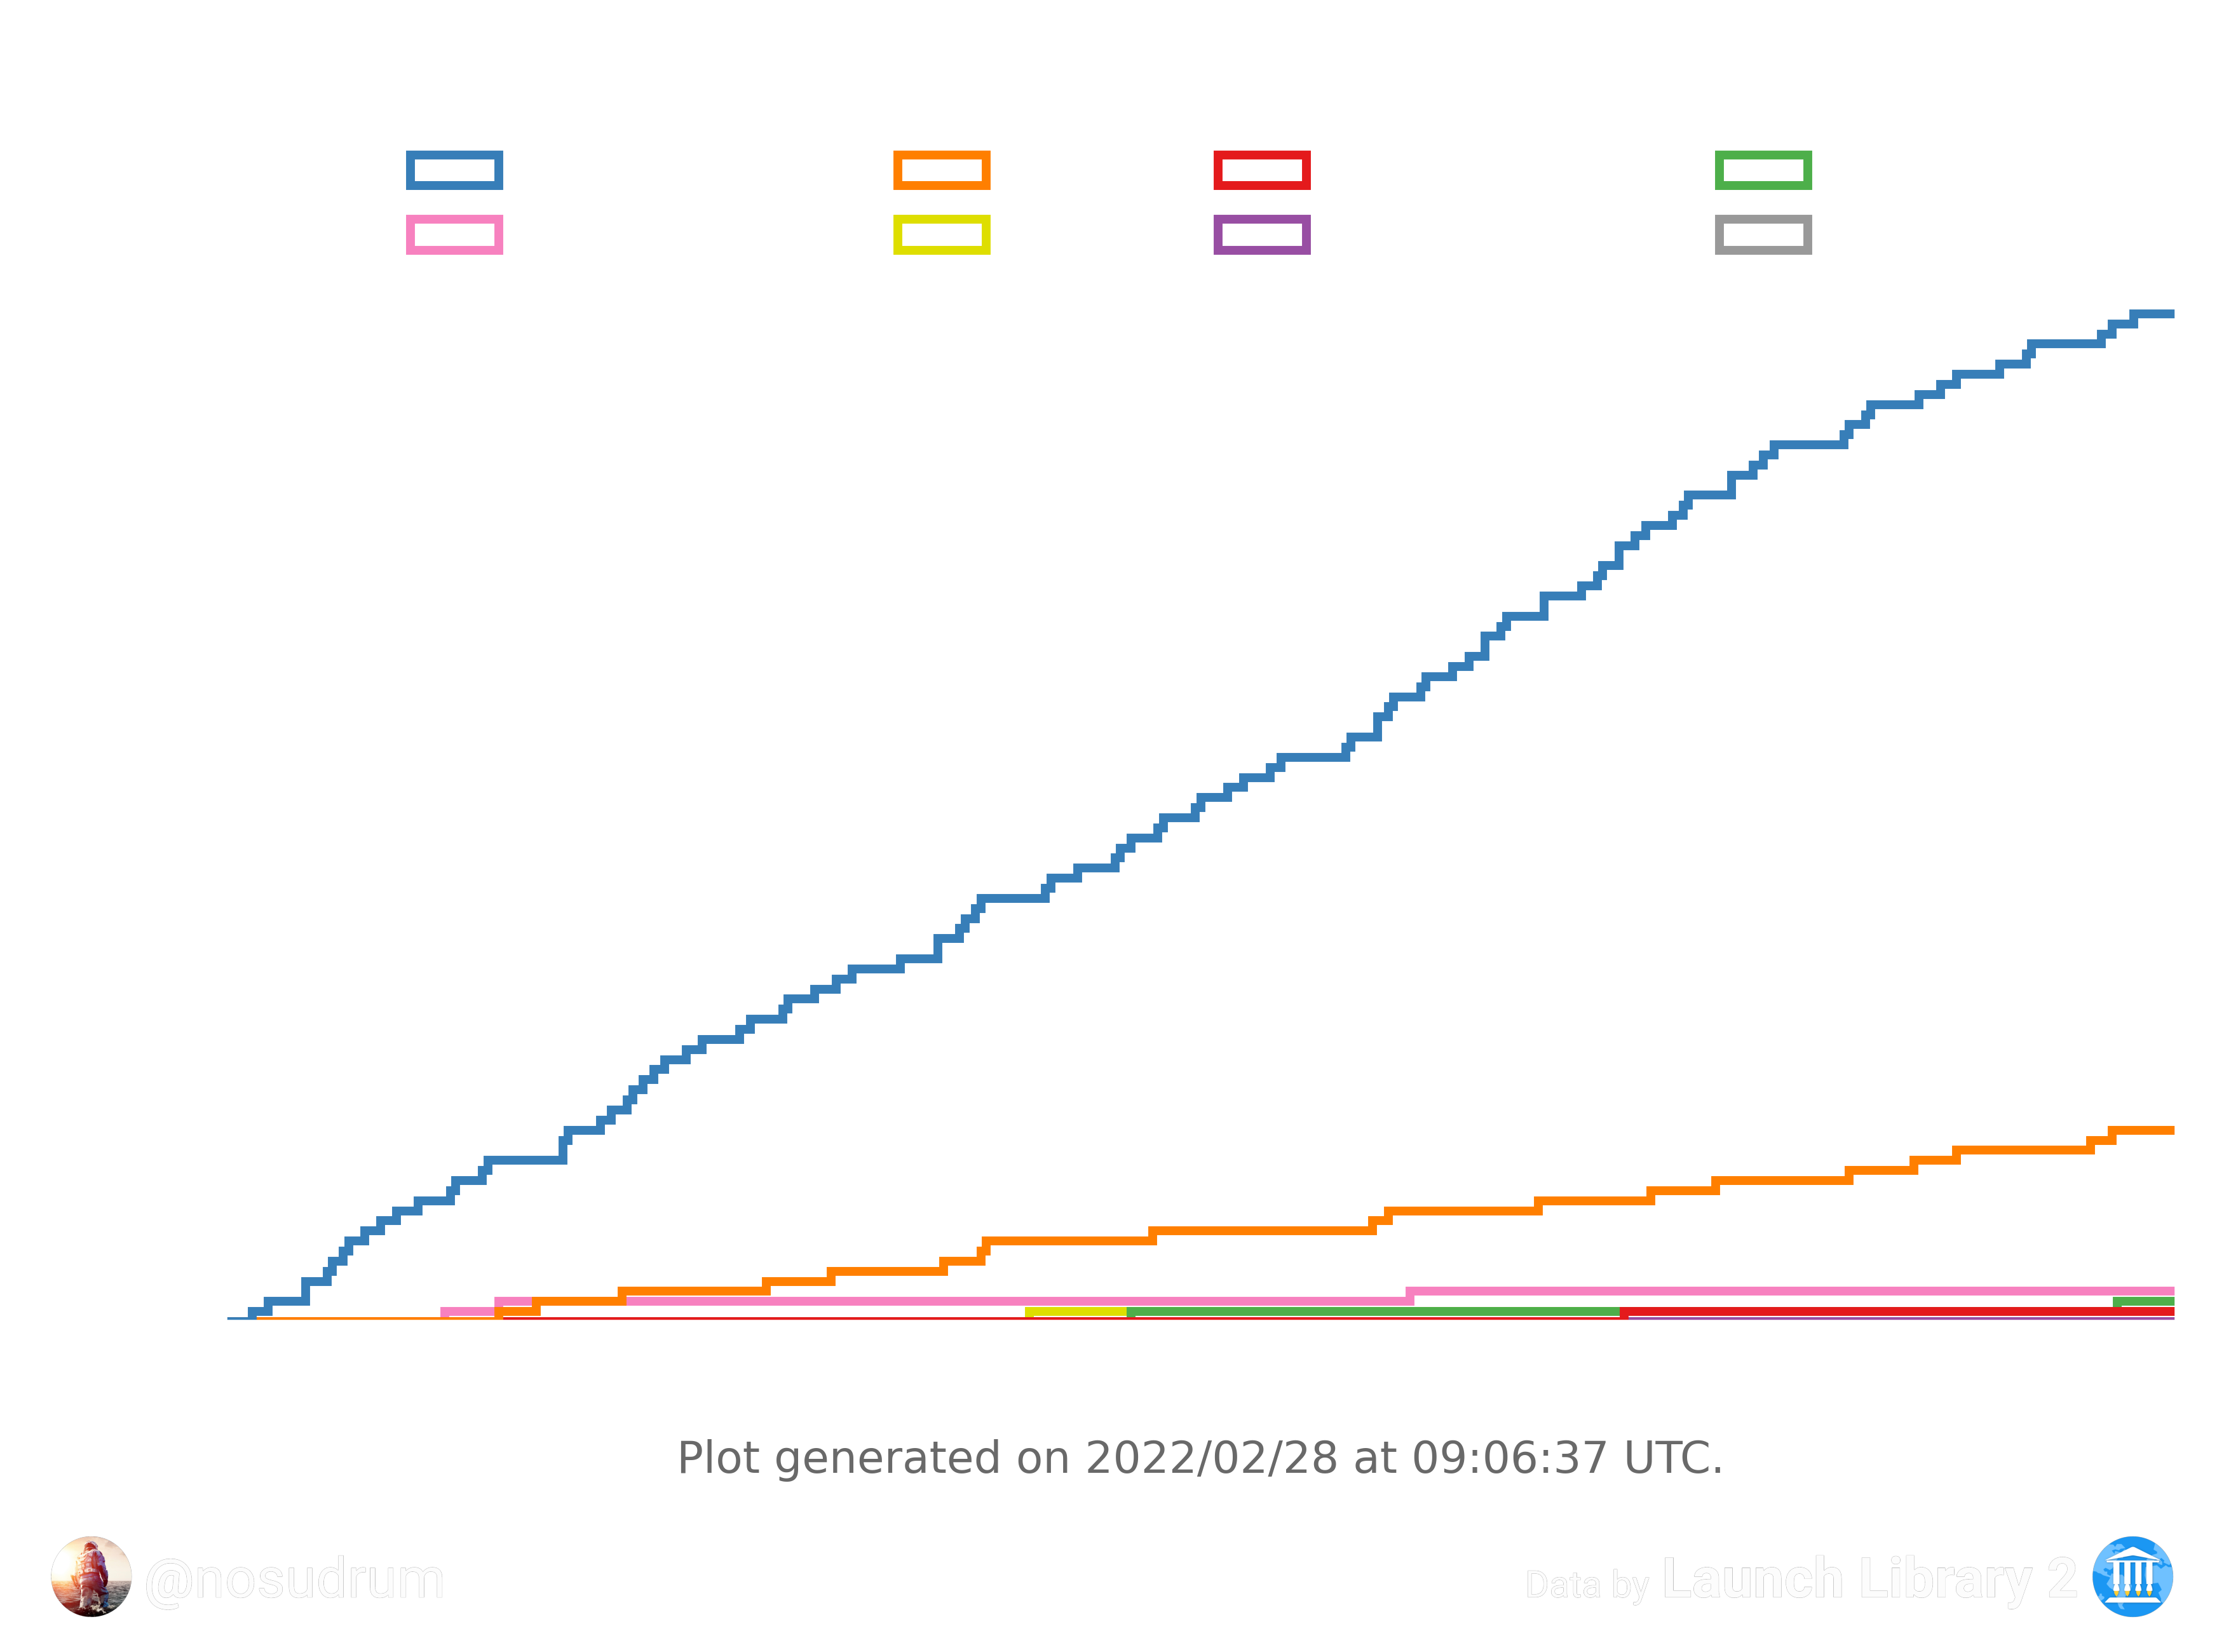 Plot generated on 2022/02/28 at 09:06:37 UTC.
@nosudrum
Data by Launch Library 2